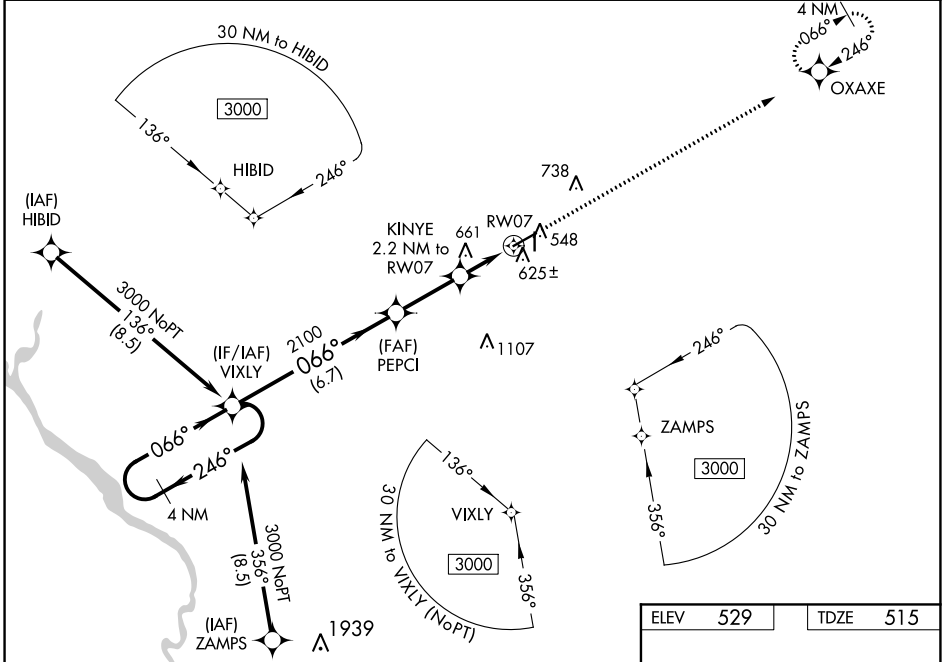 4 NM
066°
246°
OXAXE
30 NM to HIBID
3000
136°
HIBID
246°
738
(IAF)
HIBID
KINYE
2.2 NM to
RW07
661
RW07
548
625±
3000 NoPT
136°
(8.5)
2100
066°
(6.7)
(FAF)
PEPCI
1107
(IF/IAF)
VIXLY
066°
246°
4 NM
246°
ZAMPS
3000
356°
30 NM to ZAMPS
136°
VIXLY
3000
356°
30 NM to VIXLY (NoPT)
3000 NoPT
356°
(8.5)
(IAF)
ZAMPS
1939
ELEV 529
TDZE 515